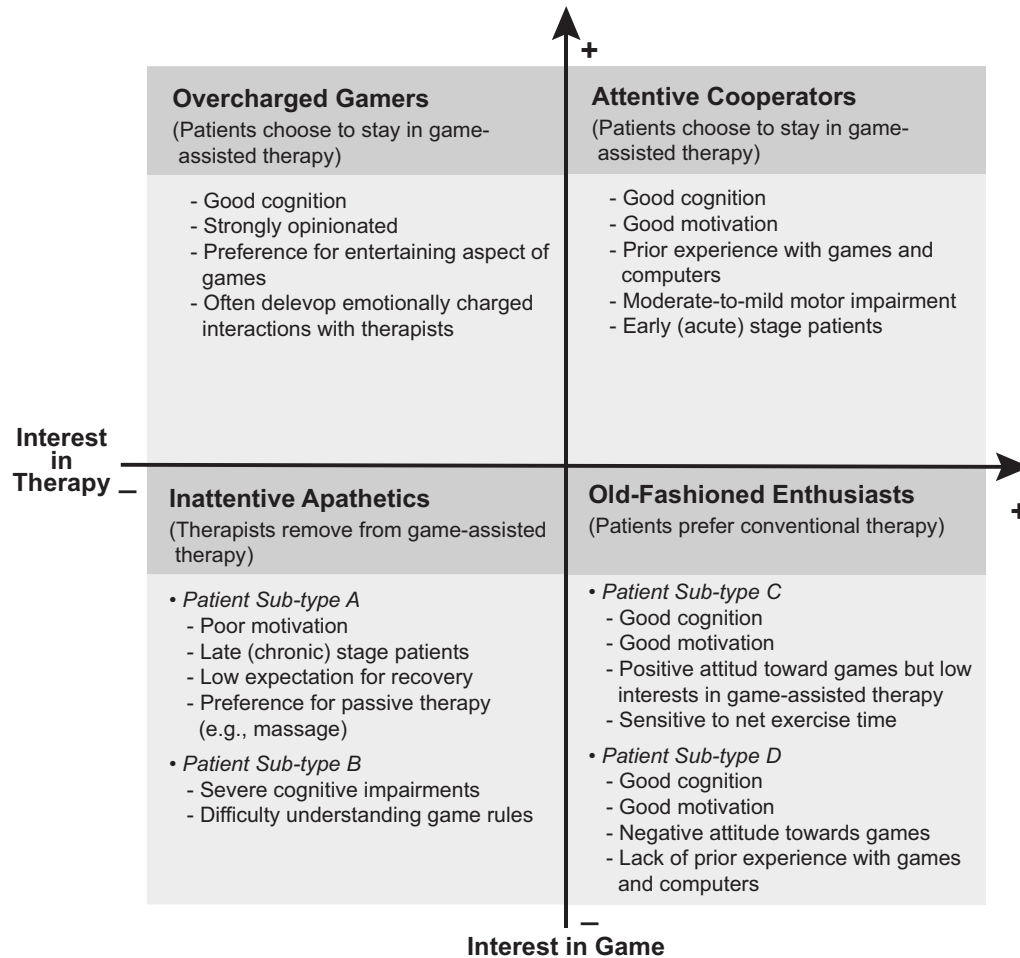 +
Overcharged Gamers
(Patients choose to stay in game-
assisted therapy)
- Good cognition
- Strongly opinionated
- Preference for entertaining aspect of
games
- Often delevop emotionally charged
interactions with therapists
Attentive Cooperators
(Patients choose to stay in game-
assisted therapy)
- Good cognition
- Good motivation
- Prior experience with games and
computers
- Moderate-to-mild motor impairment
- Early (acute) stage patients
Interest
in
Therapy
–
+
Inattentive Apathetics
(Therapists remove from game-assisted
therapy)
• Patient Sub-type A
- Poor motivation
- Late (chronic) stage patients
- Low expectation for recovery
- Preference for passive therapy
(e.g., massage)
• Patient Sub-type B
- Severe cognitive impairments
- Difficulty understanding game rules
Old-Fashioned Enthusiasts
(Patients prefer conventional therapy)
• Patient Sub-type C
- Good cognition
- Good motivation
- Positive attitud toward games but low
interests in game-assisted therapy
- Sensitive to net exercise time
• Patient Sub-type D
- Good cognition
- Good motivation
- Negative attitude towards games
- Lack of prior experience with games
and computers
–
Interest in Game